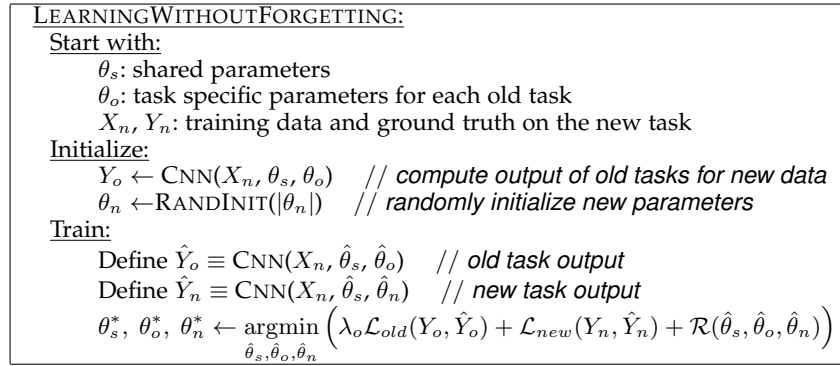 LEARNINGWITHOUTFORGETTING:
Start with:
θ_s: shared parameters
θ_o: task specific parameters for each old task
X_n, Y_n: training data and ground truth on the new task
Initialize:
Y_o ← CNN(X_n, θ_s, θ_o) // compute output of old tasks for new data
θ_n ←RANDINIT(|θ_n|) // randomly initialize new parameters
Train:
Define Ŷ_o ≡ CNN(X_n, θ̂_s, θ̂_o) // old task output
Define Ŷ_n ≡ CNN(X_n, θ̂_s, θ̂_n) // new task output
θ_s^*, θ_o^*, θ_n^* ← argmin_{θ̂_s,θ̂_o,θ̂_n} (λ_o ℒ_old(Y_o, Ŷ_o) + ℒ_new(Y_n, Ŷ_n) + ℛ(θ̂_s, θ̂_o, θ̂_n))